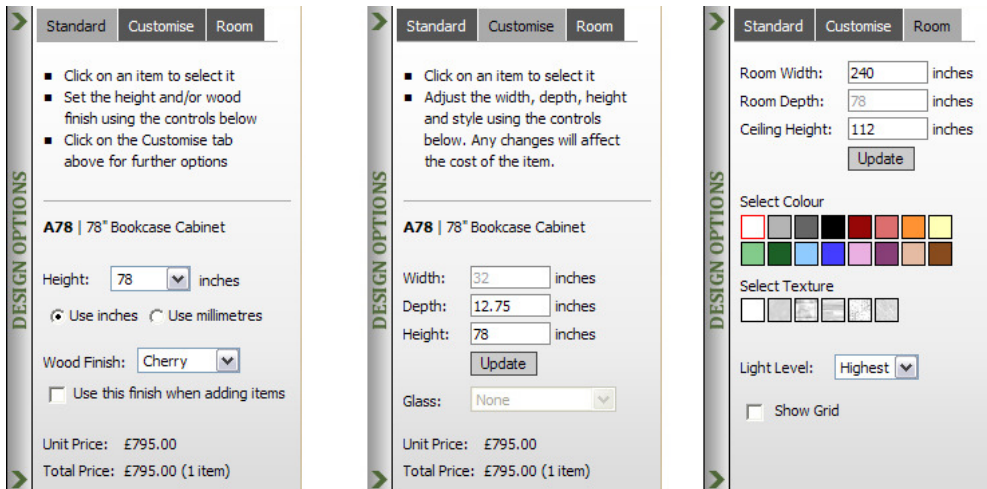 DESIGN OPTIONS
Standard Customise Room
Click on an item to select it
Set the height and/or wood
finish using the controls below
Click on the Customise tab
above for further options
A78 | 78" Bookcase Cabinet
Height: 78 inches
Use inches Use millimetres
Wood Finish: Cherry
Use this finish when adding items
Unit Price: £795.00
Total Price: £795.00 (1 item)
DESIGN OPTIONS
Standard Customise Room
Click on an item to select it
Adjust the width, depth, height
and style using the controls
below. Any changes will affect
the cost of the item.
A78 | 78" Bookcase Cabinet
Width: 32 inches
Depth: 12.75 inches
Height: 78 inches
Update
Glass: None
Unit Price: £795.00
Total Price: £795.00 (1 item)
DESIGN OPTIONS
Standard Customise Room
Room Width: 240 inches
Room Depth: 78 inches
Ceiling Height: 112 inches
Update
Select Colour
Select Texture
Light Level: Highest
Show Grid